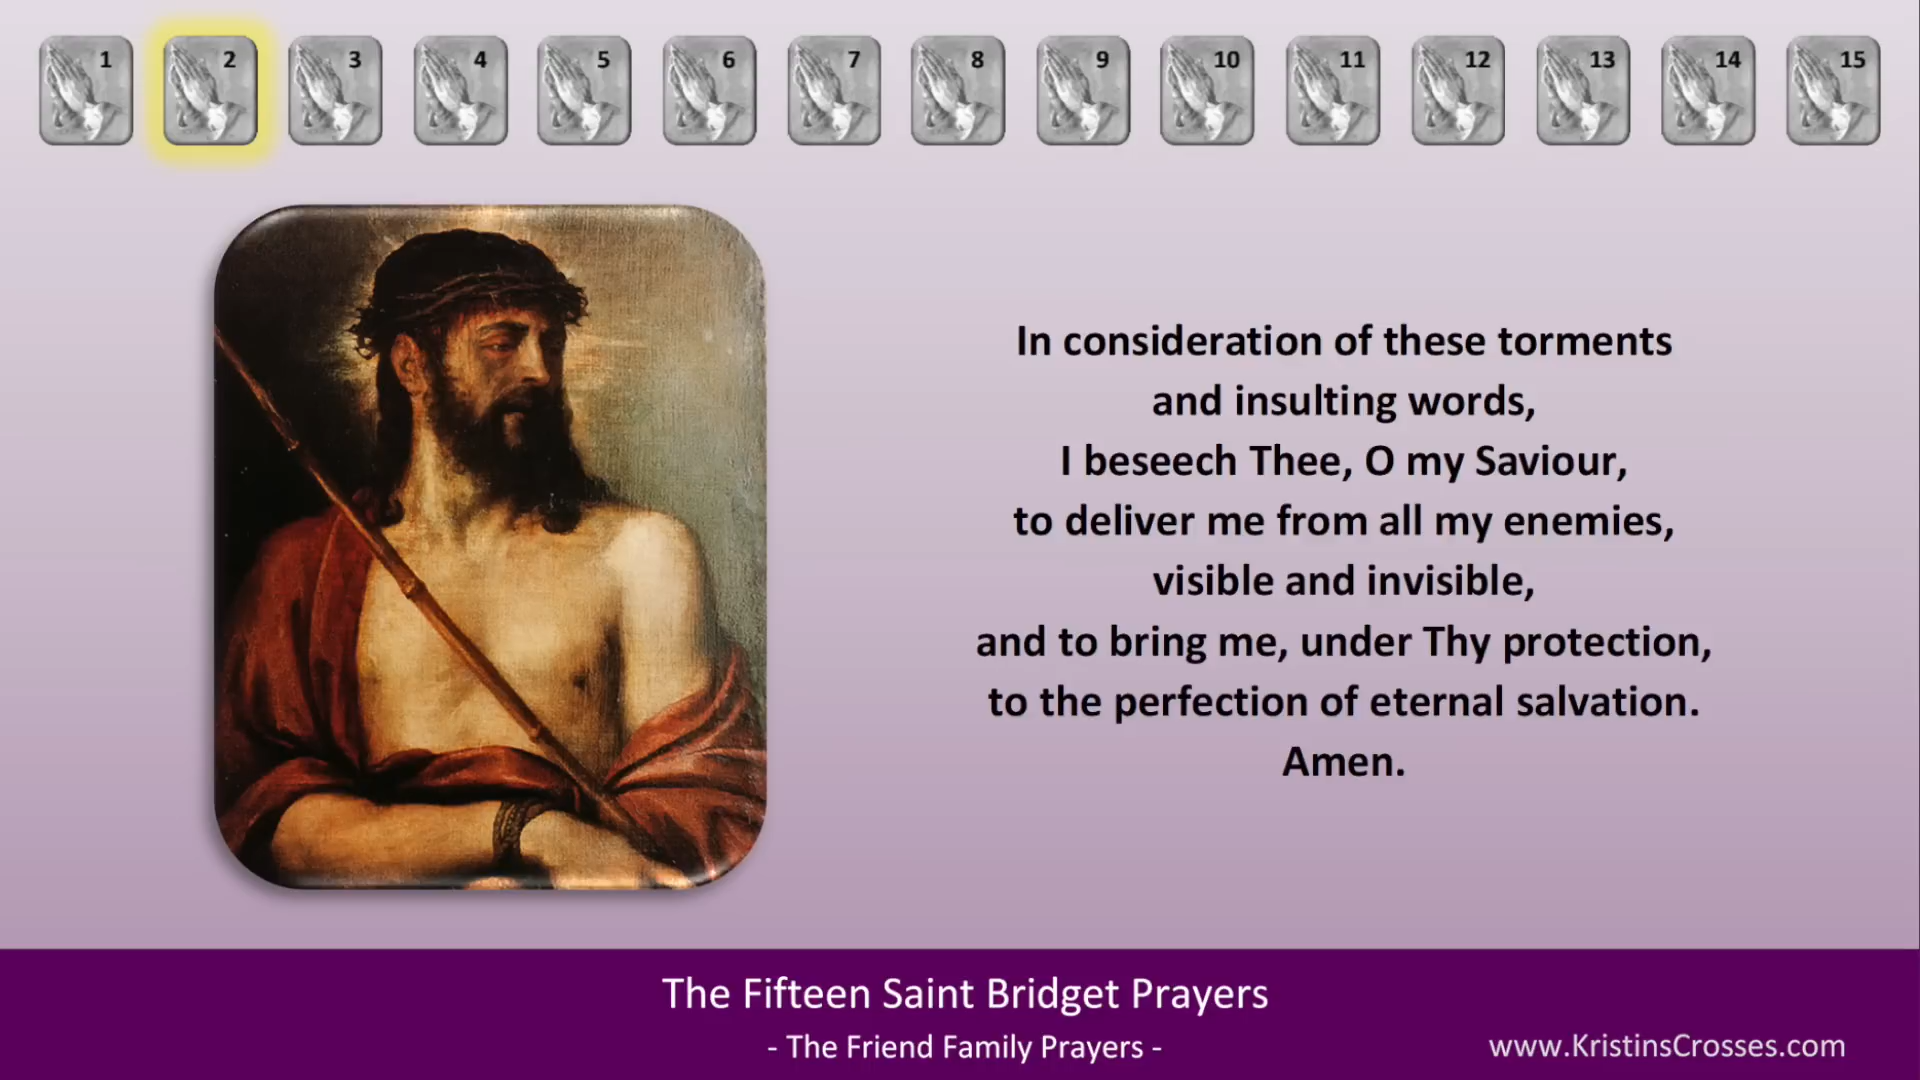 1 2 3 4 5 6 7 8 9 10 11 12 13 14 15
In consideration of these torments
and insulting words,
I beseech Thee, O my Saviour,
to deliver me from all my enemies,
visible and invisible,
and to bring me, under Thy protection,
to the perfection of eternal salvation.
Amen.
The Fifteen Saint Bridget Prayers
- The Friend Family Prayers -
www.KristinsCrosses.com